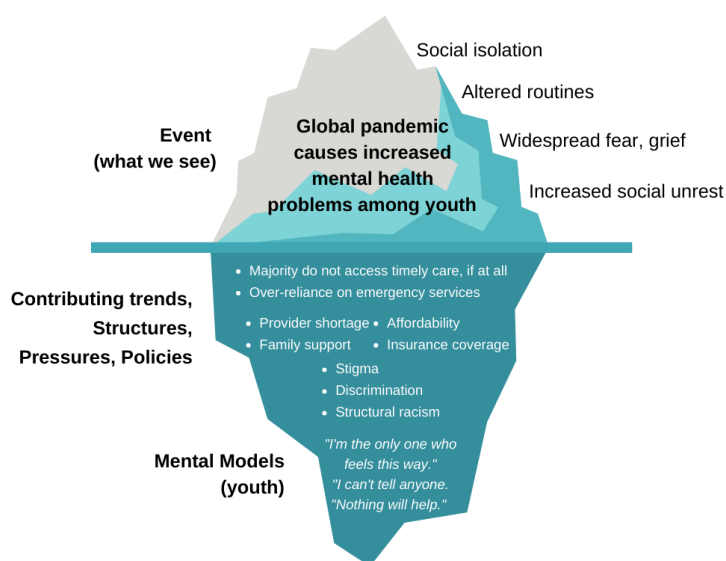 Social isolation
Altered routines
Widespread fear, grief
Increased social unrest
Event
(what we see)
Global pandemic
causes increased
mental health
problems among youth
Contributing trends,
Structures,
Pressures, Policies
• Majority do not access timely care, if at all
• Over-reliance on emergency services
• Provider shortage • Affordability
• Family support • Insurance coverage
• Stigma
• Discrimination
• Structural racism
Mental Models
(youth)
"I'm the only one who
feels this way."
"I can't tell anyone.
"Nothing will help."